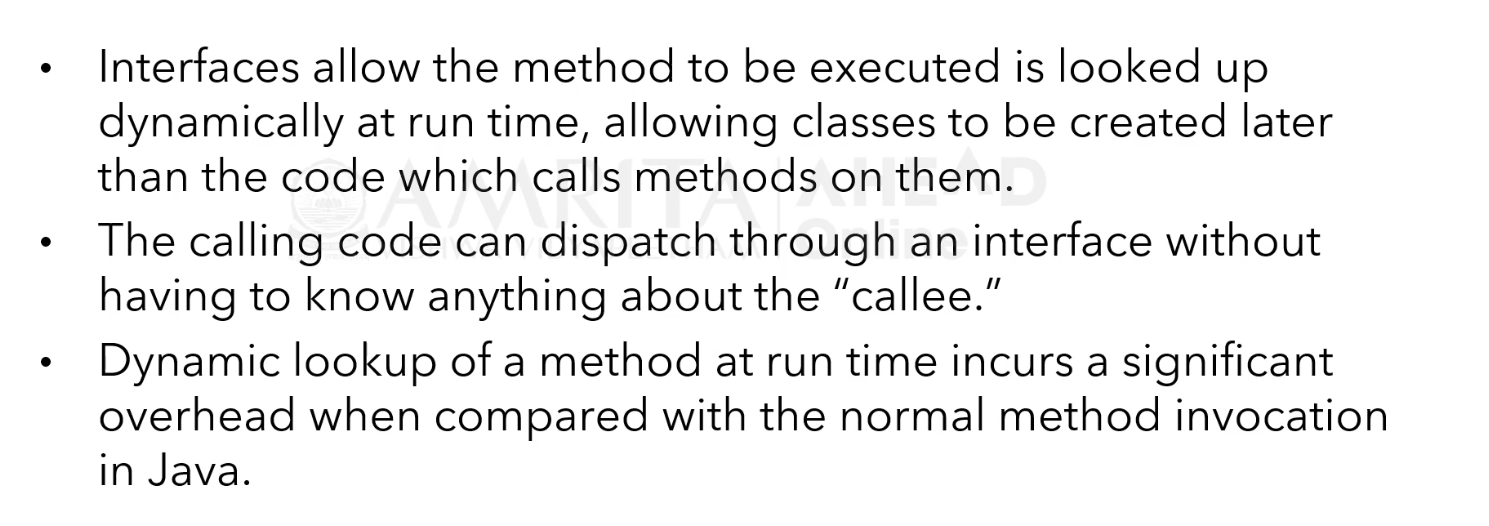 • Interfaces allow the method to be executed is looked up
dynamically at run time, allowing classes to be created later
than the code which calls methods on them.
• The calling code can dispatch through an interface without
having to know anything about the “callee.”
• Dynamic lookup of a method at run time incurs a significant
overhead when compared with the normal method invocation
in Java.
AMRITA AHEAD
Online